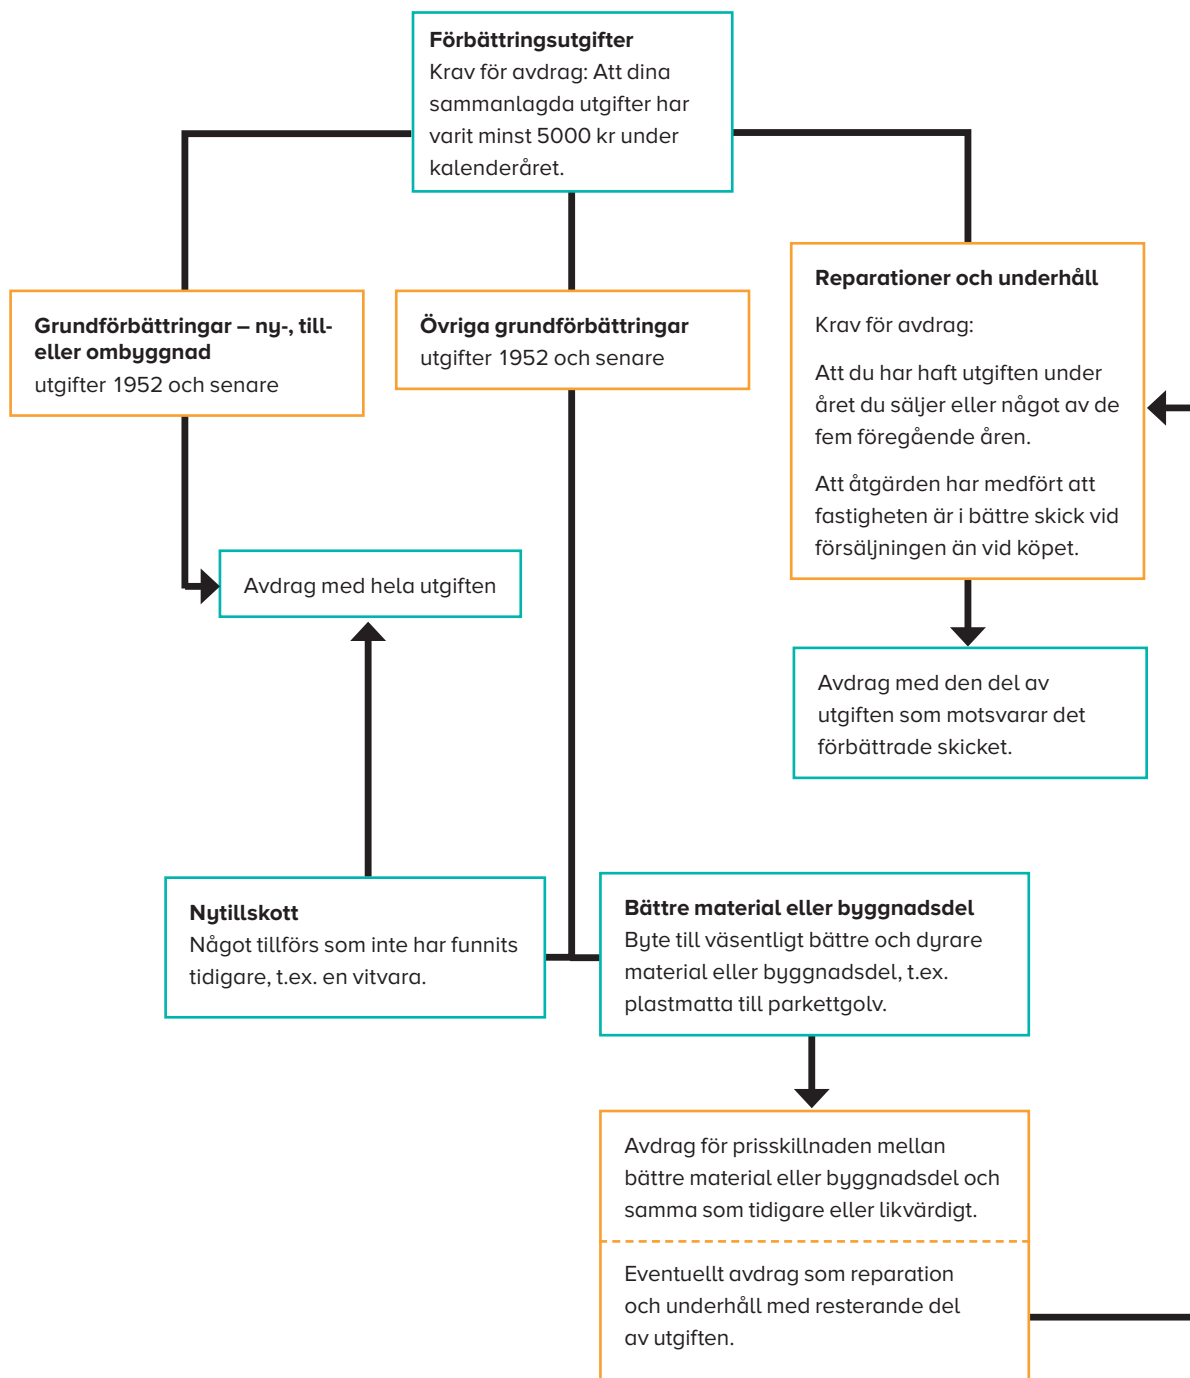 Förbättringsutgifter
Krav för avdrag: Att dina
sammanlagda utgifter har
varit minst 5000 kr under
kalenderåret.
Grundförbättringar – ny-, till-
eller ombyggnad
utgifter 1952 och senare
Övriga grundförbättringar
utgifter 1952 och senare
Reparationer och underhåll
Krav för avdrag:
Att du har haft utgiften under
året du säljer eller något av de
fem föregående åren.
Att åtgärden har medfört att
fastigheten är i bättre skick vid
försäljningen än vid köpet.
Avdrag med hela utgiften
Avdrag med den del av
utgiften som motsvarar det
förbättrade skicket.
Nytillskott
Något tillförs som inte har funnits
tidigare, t.ex. en vitvara.
Bättre material eller byggnadsdel
Byte till väsentligt bättre och dyrare
material eller byggnadsdel, t.ex.
plastmatta till parkettgolv.
Avdrag för prisskillnaden mellan
bättre material eller byggnadsdel och
samma som tidigare eller likvärdigt.
Eventuellt avdrag som reparation
och underhåll med resterande del
av utgiften.